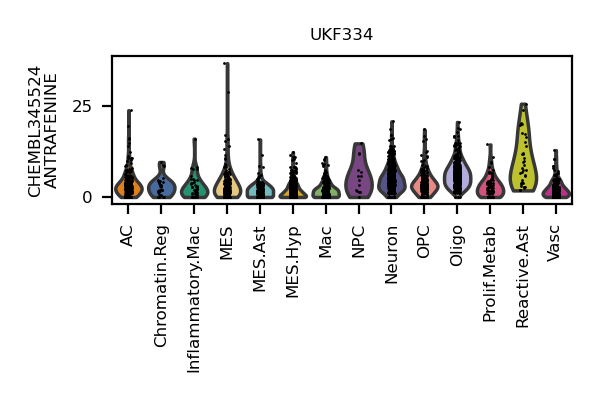 UKF334
CHEMBL345524
ANTRAFENINE
25
0
AC
Chromatin.Reg
Inflammatory.Mac
MES
MES.Ast
MES.Hyp
Mac
NPC
Neuron
OPC
Oligo
Prolif.Metab
Reactive.Ast
Vasc